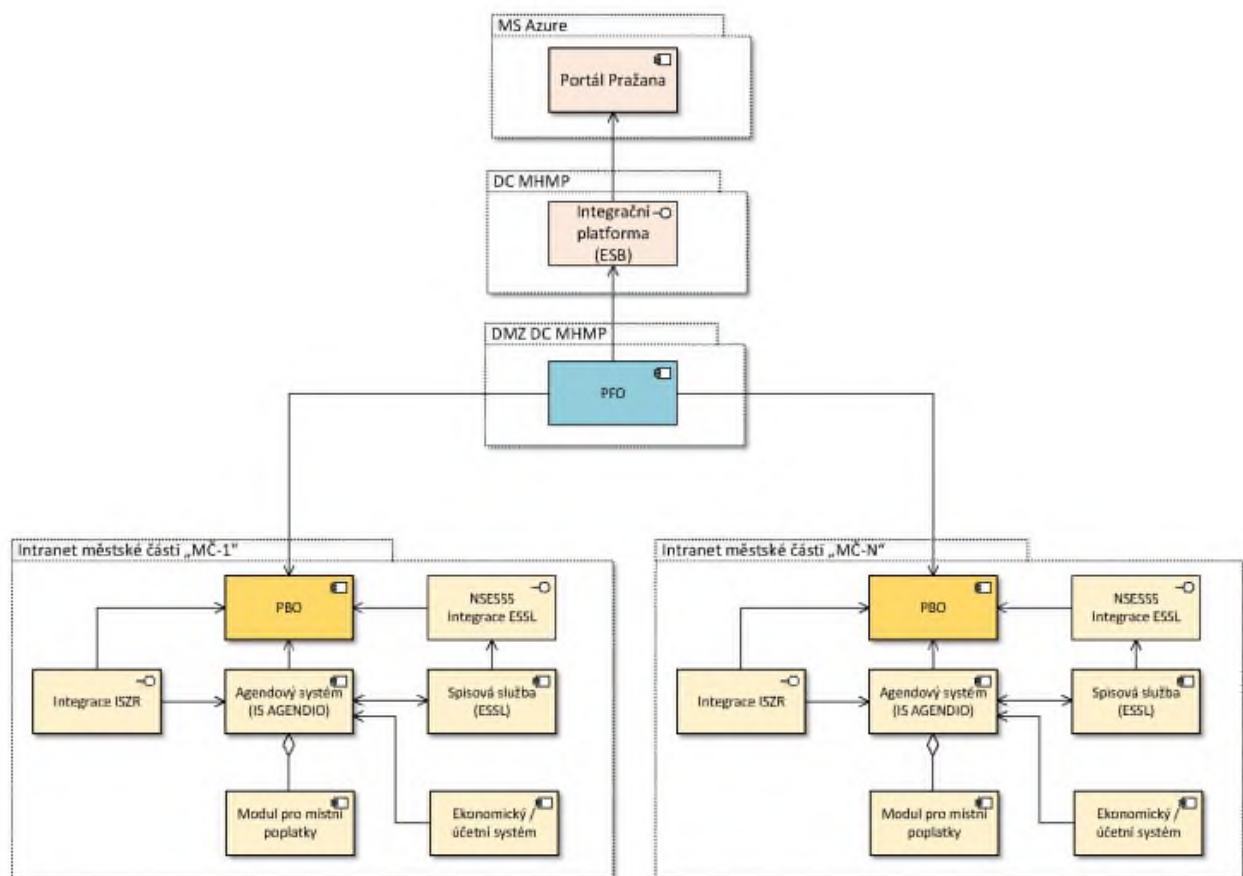 MS Azure
Portál Pražana
DC MHMP
Integrační
platforma
(ESB)
DMZ DC MHMP
PFO
Intranet městské části „MČ-1“
PBO
NSESSS
Integrace ESSL
Integrace ISZR
Agendový systém
(IS AGENDIO)
Spisová služba
(ESSL)
Modul pro místní
poplatky
Ekonomický /
účetní systém
Intranet městské části „MČ-N“
PBO
NSESSS
Integrace ESSL
Integrace ISZR
Agendový systém
(IS AGENDIO)
Spisová služba
(ESSL)
Modul pro místní
poplatky
Ekonomický /
účetní systém